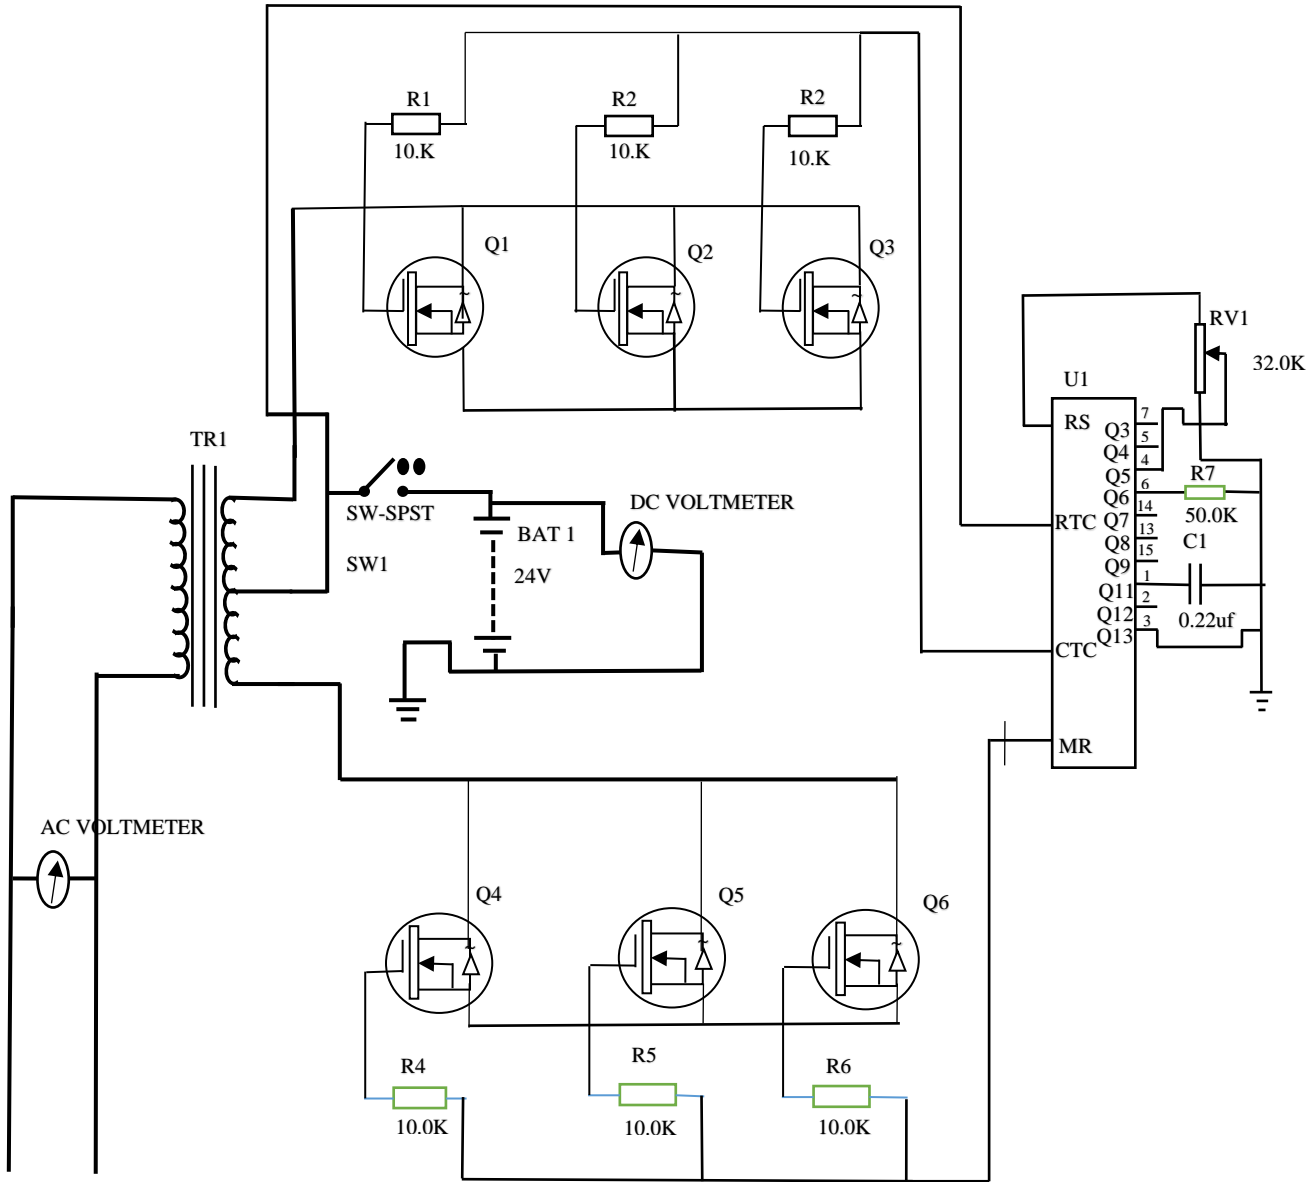 R1
R2
R2
10.K
10.K
10.K
Q1
Q2
Q3
RV1
32.0K
U1
TR1
RS
7
Q3
5
Q4
4
Q5
6
Q6
R7
50.0K
14
Q7
RTC
13
Q8
C1
15
Q9
1
Q11
2
Q12
0.22uf
3
Q13
CTC
MR
SW-SPST
SW1
BAT 1
24V
DC VOLTMETER
AC VOLTMETER
Q4
Q5
Q6
R4
R5
R6
10.0K
10.0K
10.0K